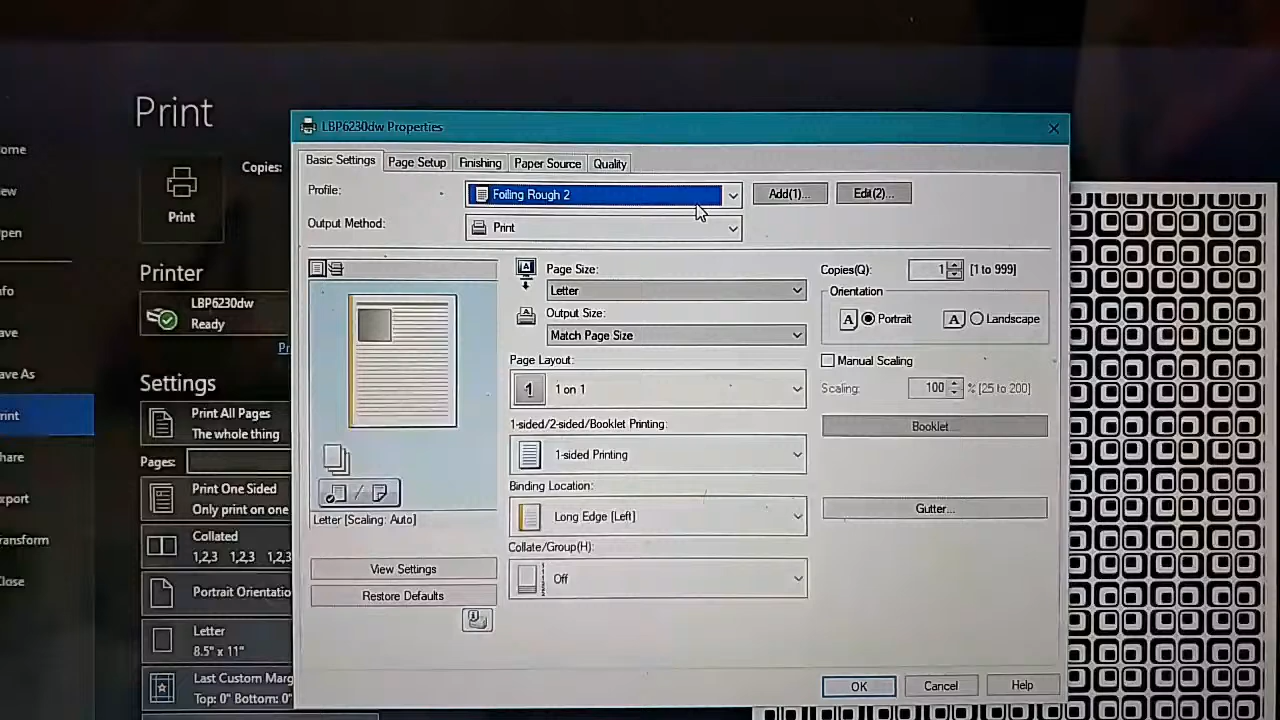 Print
ome
ew
pen
fo
ve
ve As
rint
hare
xport
ransform
lose
Print
Copies:
Printer
LBP6230dw
Ready
Pr
Settings
Print All Pages
The whole thing
Pages:
Print One Sided
Only print on one
Collated
1,2,3 1,2,3 1,2,3
Portrait Orientatio
Letter
8.5" x 11"
Last Custom Marg
Top: 0" Bottom: 0"
LBP6230dw Properties
Basic Settings
Page Setup
Finishing
Paper Source
Quality
Profile:
Foiling Rough 2
Add(1)...
Edit(2)...
Output Method:
Print
Letter [Scaling: Auto]
View Settings
Restore Defaults
Page Size:
Letter
Output Size:
Match Page Size
Page Layout:
1
1 on 1
1-sided/2-sided/Booklet Printing:
1-sided Printing
Binding Location:
Long Edge [Left]
Collate/Group(H):
Off
Copies(Q):
1
[1 to 999]
Orientation
A
Portrait
A
Landscape
Manual Scaling
Scaling:
100
% [25 to 200]
Booklet...
Gutter...
OK
Cancel
Help